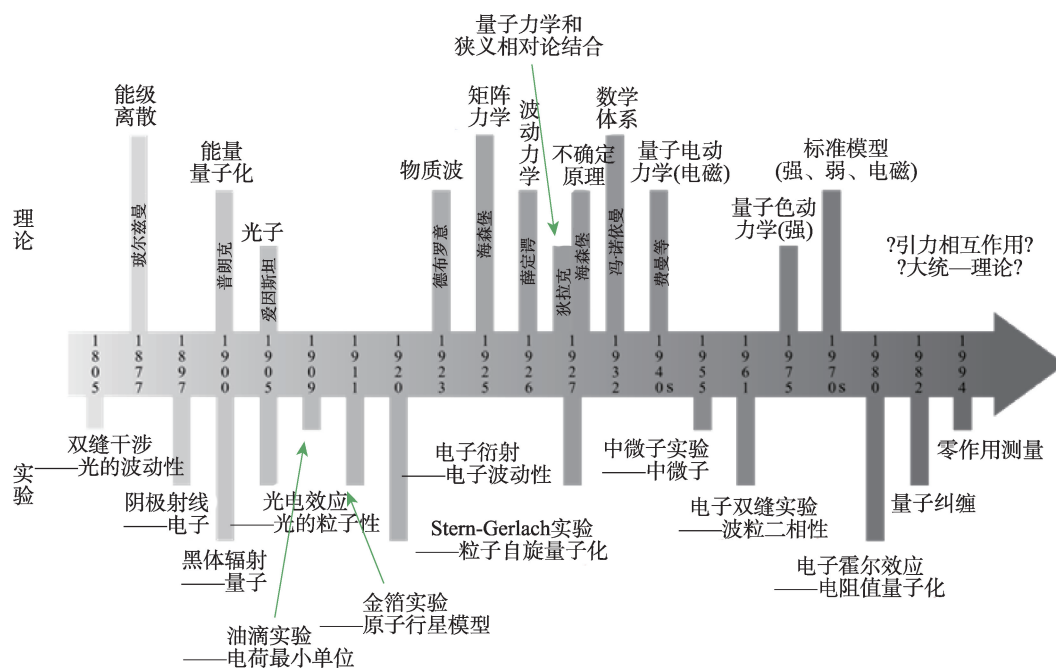 量子力学和
狭义相对论结合
能级
离散
能量
量子化
光子
物质波
矩阵
力学
波动力学
不确定
原理
数学
体系
量子电动
力学(电磁)
量子色动
力学(强)
标准模型
(强、弱、电磁)
?引力相互作用?
?大统一理论?
理论
玻尔兹曼
普朗克
爱因斯坦
德布罗意
海森堡
薛定谔
狄拉克
海森堡
冯·诺依曼
费曼等
1805
1877
1897
1900
1905
1909
1911
1920
1923
1925
1926
1927
1932
1940s
1955
1961
1975
1970s
1980
1982
1994
实验
双缝干涉
——光的波动性
阴极射线
——电子
黑体辐射
——量子
光电效应
——光的粒子性
油滴实验
——电荷最小单位
金箔实验
——原子行星模型
Stern-Gerlach实验
——粒子自旋量子化
电子衍射
——电子波动性
中微子实验
——中微子
电子双缝实验
——波粒二相性
电子霍尔效应
——电阻值量子化
量子纠缠
零作用测量